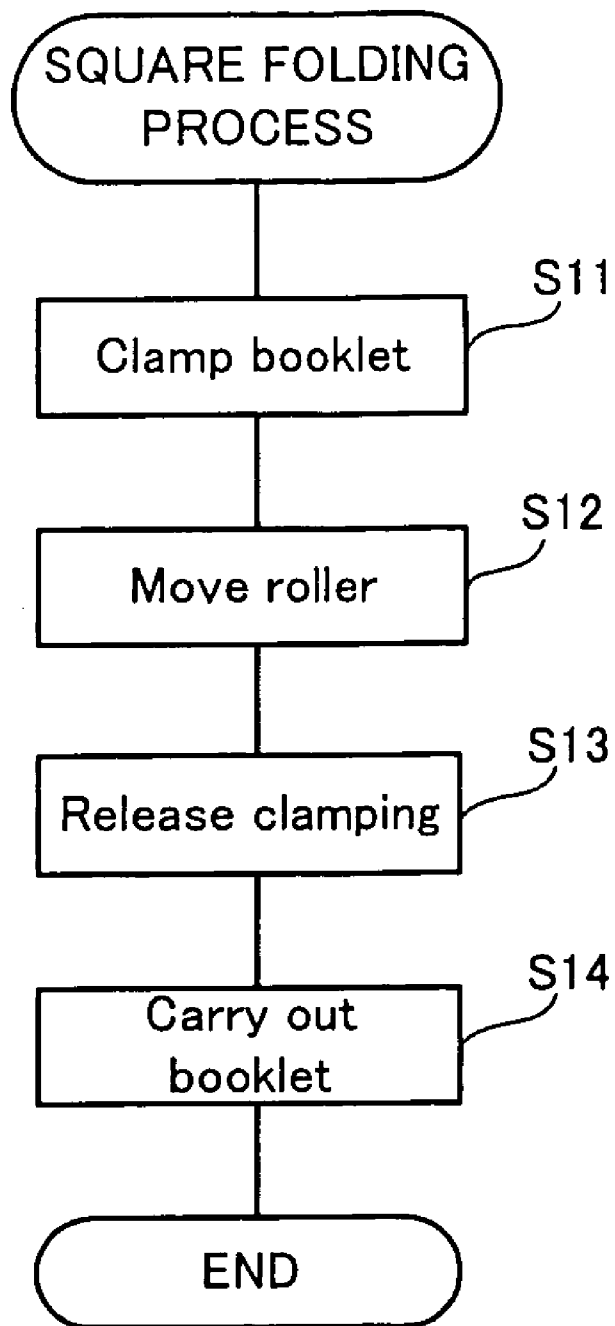 SQUARE FOLDING
PROCESS
S11
Clamp booklet
S12
Move roller
S13
Release clamping
S14
Carry out
booklet
END